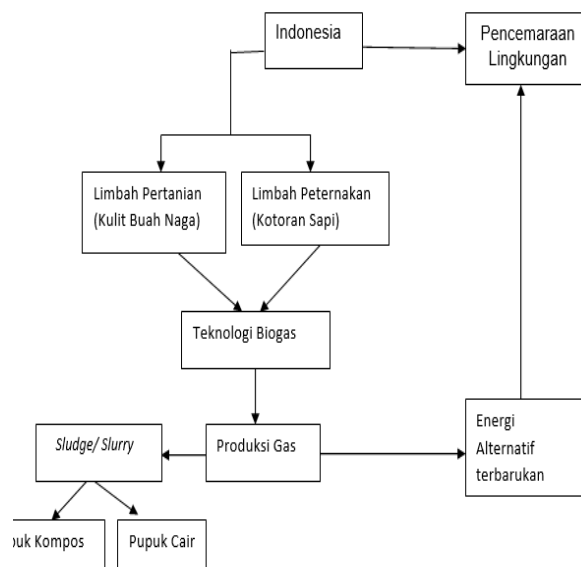 Indonesia
Pencemaraan
Lingkungan
Limbah Pertanian
(Kulit Buah Naga)
Limbah Peternakan
(Kotoran Sapi)
Teknologi Biogas
Sludge/ Slurry
Produksi Gas
Energi
Alternatif
terbarukan
Kompos
Pupuk Cair